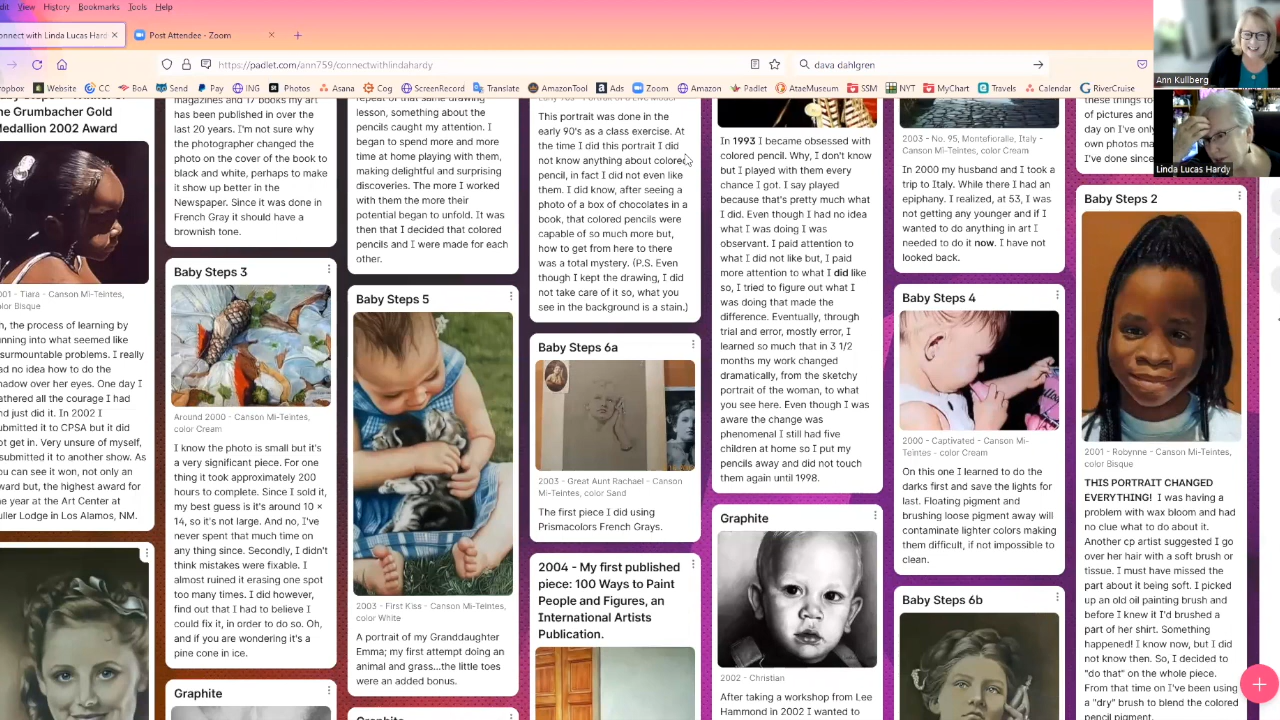 dit View History Bookmarks Tools Help
onnect with Linda Lucas Hard
Post Attendee - Zoom
https://padlet.com/ann759/connectwithlindahardy
dava dahlgren
ropbox Website CC BoA Send Pay ING Photos Asana Cog ScreenRecord Translate AmazonTool Ads Zoom Amazon Padlet AtaeMuseum SSM NYT MyChart Travels Calendar RiverCruise
Ann Kullberg
Linda Lucas Hardy
he Grumbacher Gold
Medallion 2002 Award
001 - Tiara - Canson Mi-Teintes,
olor Bisque
h, the process of learning by
unning into what seemed like
surmountable problems. I really
ad no idea how to do the
hadow over her eyes. One day I
athered all the courage I had
nd just did it. In 2002 I
ubmitted it to CPSA but it did
ot get in. Very unsure of myself,
submitted it to another show. As
ou can see it won, not only an
ward but, the highest award for
he year at the Art Center at
uller Lodge in Los Alamos, NM.
magazines and 17 books my art
has been published in over the
last 20 years. I'm not sure why
the photographer changed the
photo on the cover of the book to
black and white, perhaps to make
it show up better in the
Newspaper. Since it was done in
French Gray it should have a
brownish tone.
Baby Steps 3
Around 2000 - Canson Mi-Teintes,
color Cream
I know the photo is small but it's
a very significant piece. For one
thing it took approximately 200
hours to complete. Since I sold it,
my best guess is it's around 10 x
14, so it's not large. And no, I've
never spent that much time on
any thing since. Secondly, I didn't
think mistakes were fixable. I
almost ruined it erasing one spot
too many times. I did however,
find out that I had to believe I
could fix it, in order to do so. Oh,
and if you are wondering it's a
pine cone in ice.
Graphite
repeat of that same drawing
lesson, something about the
pencils caught my attention. I
began to spend more and more
time at home playing with them,
making delightful and surprising
discoveries. The more I worked
with them the more their
potential began to unfold. It was
then that I decided that colored
pencils and I were made for each
other.
Baby Steps 5
2003 - First Kiss - Canson Mi-Teintes,
color White
A portrait of my Granddaughter
Emma; my first attempt doing an
animal and grass...the little toes
were an added bonus.
Graphite
This portrait was done in the
early 90's as a class exercise. At
the time I did this portrait I did
not know anything about colored
pencil, in fact I did not even like
them. I did know, after seeing a
photo of a box of chocolates in a
book, that colored pencils were
capable of so much more but,
how to get from here to there
was a total mystery. (P.S. Even
though I kept the drawing, I did
not take care of it so, what you
see in the background is a stain.)
Baby Steps 6a
2003 - Great Aunt Rachael - Canson
Mi-Teintes, color Sand
The first piece I did using
Prismacolors French Grays.
2004 - My first published
piece: 100 Ways to Paint
People and Figures, an
International Artists
Publication.
In 1993 I became obsessed with
colored pencil. Why, I don't know
but I played with them every
chance I got. I say played
because that's pretty much what
I did. Even though I had no idea
what I was doing I was
observant. I paid attention to
what I did not like but, I paid
more attention to what I did like
so, I tried to figure out what I
was doing that made the
difference. Eventually, through
trial and error, mostly error, I
learned so much that in 3 1/2
months my work changed
dramatically, from the sketchy
portrait of the woman, to what
you see here. Even though I was
aware the change was
phenomenal I still had five
children at home so I put my
pencils away and did not touch
them again until 1998.
Graphite
2002 - Christian
After taking a workshop from Lee
Hammond in 2002 I wanted to
2003 - No. 95, Montefioralle, Italy -
Canson Mi-Teintes, color Cream
In 2000 my husband and I took a
trip to Italy. While there I had an
epiphany. I realized, at 53, I was
not getting any younger and if I
wanted to do anything in art I
needed to do it now. I have not
looked back.
Baby Steps 4
2000 - Captivated - Canson Mi-
Teintes - color Cream
On this one I learned to do the
darks first and save the lights for
last. Floating pigment and
brushing loose pigment away will
contaminate lighter colors making
them difficult, if not impossible to
clean.
Baby Steps 6b
these things to
of pictures and
day on I've only
own photos ma
I've done since
Baby Steps 2
2001 - Robynne - Canson Mi-Teintes,
color Bisque
THIS PORTRAIT CHANGED
EVERYTHING! I was having a
problem with wax bloom and had
no clue what to do about it.
Another cp artist suggested I go
over her hair with a soft brush or
tissue. I must have missed the
part about it being soft. I picked
up an old oil painting brush and
before I knew it I'd brushed a
part of her shirt. Something
happened! I know now, but I did
not know then. So, I decided to
"do that" on the whole piece.
From that time on I've been using
a "dry" brush to blend the colored
pencil pigment.